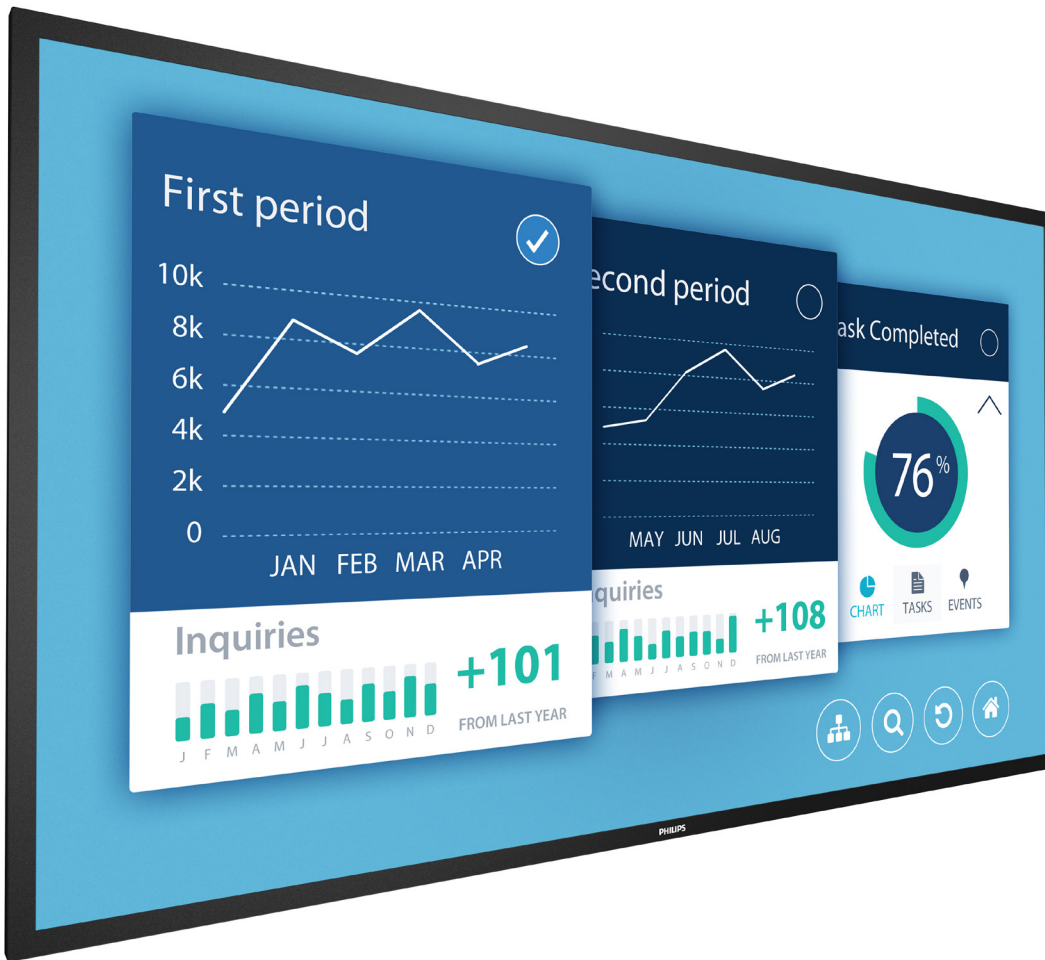 First period
10k
8k
6k
4k
2k
0
JAN FEB MAR APR
Inquiries
+101
FROM LAST YEAR
J F M A M J J A S O N D
econd period
MAY JUN JUL AUG
quiries
+108
FROM LAST YEAR
F M A M J J A S O N D
ask Completed
76%
CHART TASKS EVENTS
PHILIPS